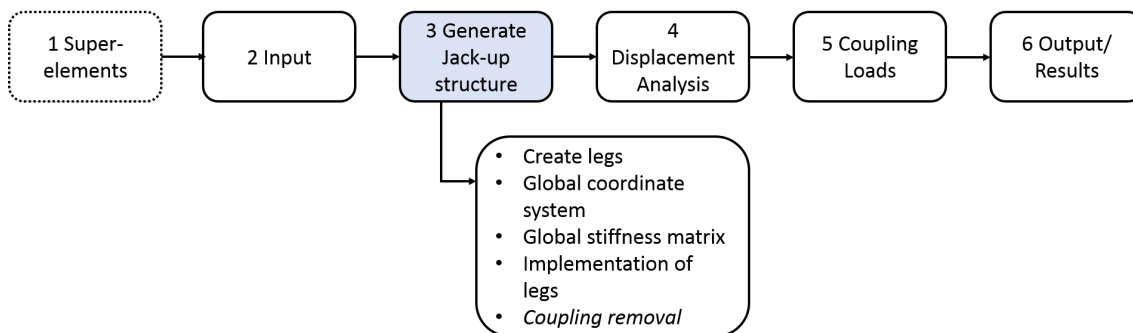 1 Super-
elements
2 Input
3 Generate
Jack-up
structure
4
Displacement
Analysis
5 Coupling
Loads
6 Output/
Results
• Create legs
• Global coordinate
system
• Global stiffness matrix
• Implementation of
legs
• Coupling removal